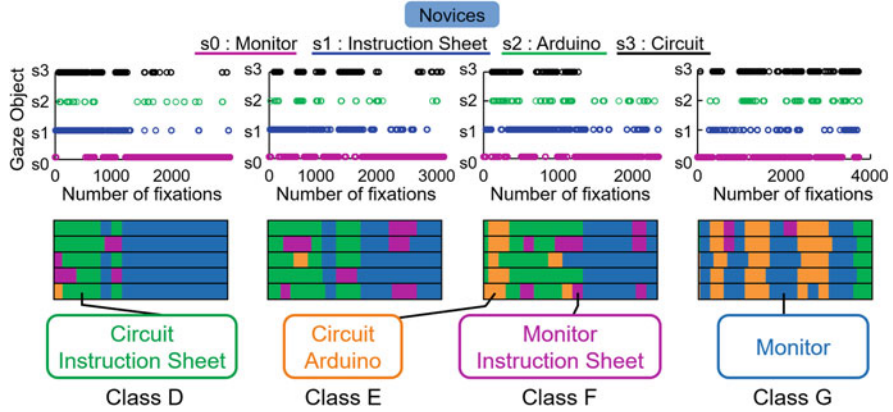 Novices
s0 : Monitor s1 : Instruction Sheet s2 : Arduino s3 : Circuit
Gaze Object
s3
s2
s1
s0
0 1000 2000
Number of fixations
s3
s2
s1
s0
0 1000 2000 3000
Number of fixations
s3
s2
s1
s0
0 1000 2000
Number of fixations
s3
s2
s1
s0
0 1000 2000 3000 4000
Number of fixations
Circuit
Instruction Sheet
Circuit
Arduino
Monitor
Instruction Sheet
Monitor
Class D Class E Class F Class G